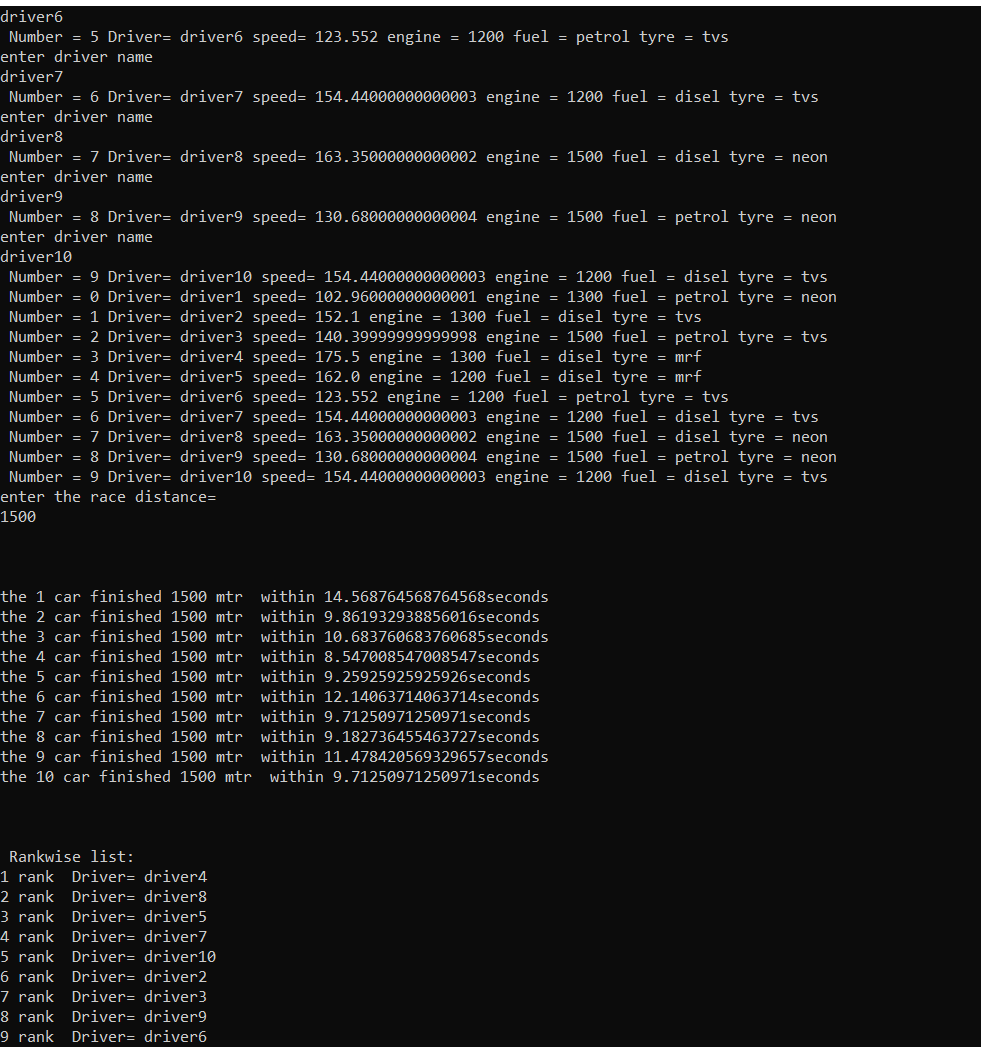 driver6
 Number = 5 Driver= driver6 speed= 123.552 engine = 1200 fuel = petrol tyre = tvs
enter driver name
driver7
 Number = 6 Driver= driver7 speed= 154.44000000000003 engine = 1200 fuel = disel tyre = tvs
enter driver name
driver8
 Number = 7 Driver= driver8 speed= 163.35000000000002 engine = 1500 fuel = disel tyre = neon
enter driver name
driver9
 Number = 8 Driver= driver9 speed= 130.68000000000004 engine = 1500 fuel = petrol tyre = neon
enter driver name
driver10
 Number = 9 Driver= driver10 speed= 154.44000000000003 engine = 1200 fuel = disel tyre = tvs
 Number = 0 Driver= driver1 speed= 102.96000000000001 engine = 1300 fuel = petrol tyre = neon
 Number = 1 Driver= driver2 speed= 152.1 engine = 1300 fuel = disel tyre = tvs
 Number = 2 Driver= driver3 speed= 140.39999999999998 engine = 1500 fuel = petrol tyre = tvs
 Number = 3 Driver= driver4 speed= 175.5 engine = 1300 fuel = disel tyre = mrf
 Number = 4 Driver= driver5 speed= 162.0 engine = 1200 fuel = disel tyre = mrf
 Number = 5 Driver= driver6 speed= 123.552 engine = 1200 fuel = petrol tyre = tvs
 Number = 6 Driver= driver7 speed= 154.44000000000003 engine = 1200 fuel = disel tyre = tvs
 Number = 7 Driver= driver8 speed= 163.35000000000002 engine = 1500 fuel = disel tyre = neon
 Number = 8 Driver= driver9 speed= 130.68000000000004 engine = 1500 fuel = petrol tyre = neon
 Number = 9 Driver= driver10 speed= 154.44000000000003 engine = 1200 fuel = disel tyre = tvs
enter the race distance=
1500
the 1 car finished 1500 mtr  within 14.568764568764568seconds
the 2 car finished 1500 mtr  within 9.861932938856016seconds
the 3 car finished 1500 mtr  within 10.683760683760685seconds
the 4 car finished 1500 mtr  within 8.547008547008547seconds
the 5 car finished 1500 mtr  within 9.25925925925926seconds
the 6 car finished 1500 mtr  within 12.14063714063714seconds
the 7 car finished 1500 mtr  within 9.71250971250971seconds
the 8 car finished 1500 mtr  within 9.182736455463727seconds
the 9 car finished 1500 mtr  within 11.478420569329657seconds
the 10 car finished 1500 mtr  within 9.71250971250971seconds
 Rankwise list:
1 rank  Driver= driver4
2 rank  Driver= driver8
3 rank  Driver= driver5
4 rank  Driver= driver7
5 rank  Driver= driver10
6 rank  Driver= driver2
7 rank  Driver= driver3
8 rank  Driver= driver9
9 rank  Driver= driver6